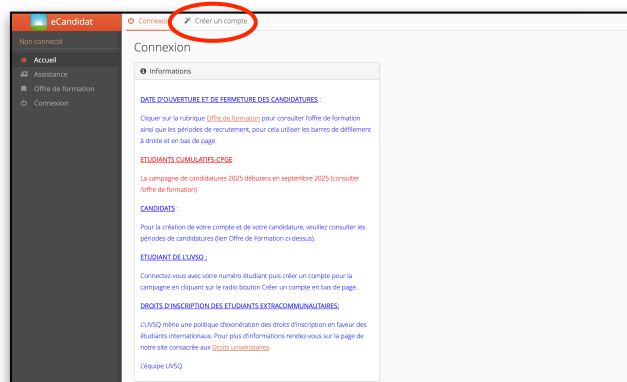 eCandidat
Non connecté
Accueil
Assistance
Offre de formation
Connexion
Connexion
Créer un compte
Connexion
Informations
DATE D'OUVERTURE ET DE FERMETURE DES CANDIDATURES :
Cliquer sur la rubrique Offre de formation pour consulter l'offre de formation
ainsi que les périodes de recrutement, pour cela utiliser les barres de défilement
à droite et en bas de page.
ETUDIANTS CUMULATIFS-CPGE :
La campagne de candidatures 2025 débutera en septembre 2025 (consulter
l'offre de formation)
CANDIDATS :
Pour la création de votre compte et de votre candidature, veuillez consulter les
périodes de candidatures (lien Offre de Formation ci-dessus).
ETUDIANT DE L'UVSQ :
Connectez-vous avec votre numéro étudiant puis créer un compte pour la
campagne en cliquant sur le radio bouton Créer un compte en bas de page.
DROITS D'INSCRIPTION DES ETUDIANTS EXTRACOMMUNAUTAIRES:
L'UVSQ mène une politique d'exonération des droits d'inscription en faveur des
étudiants internationaux. Pour plus d'informations rendez-vous sur la page de
notre site consacrée aux Droits universitaires
L'équipe UVSQ.